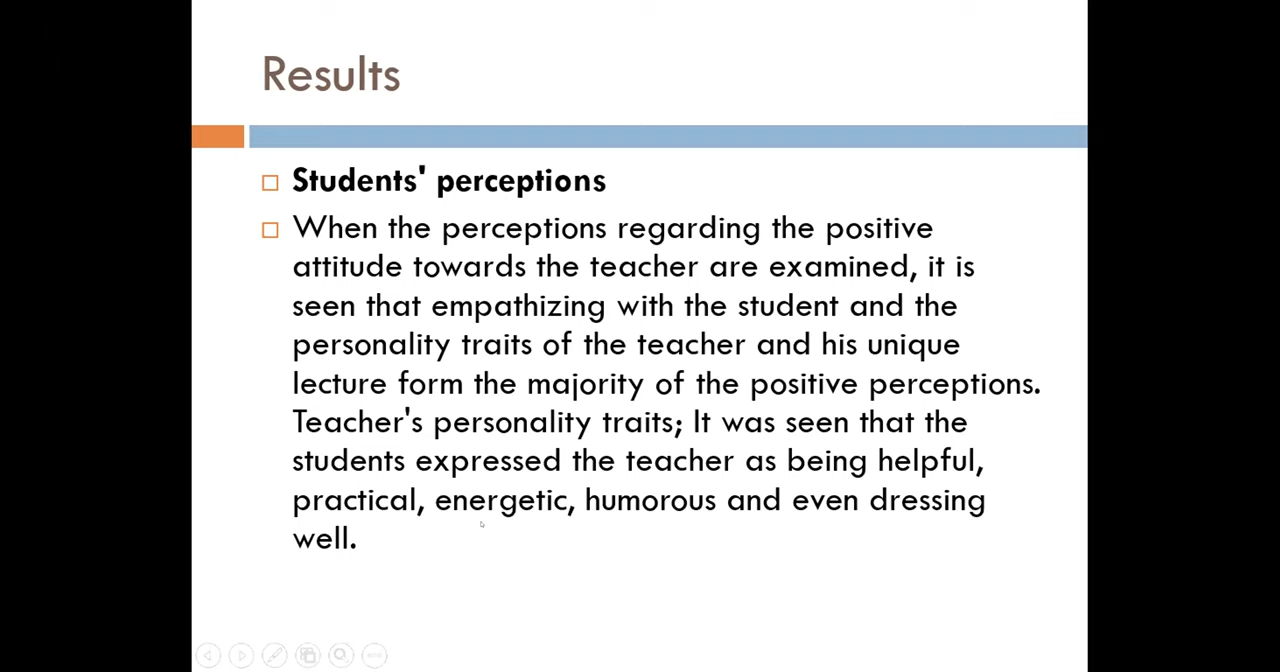 Results
Students' perceptions
When the perceptions regarding the positive
attitude towards the teacher are examined, it is
seen that empathizing with the student and the
personality traits of the teacher and his unique
lecture form the majority of the positive perceptions.
Teacher's personality traits; It was seen that the
students expressed the teacher as being helpful,
practical, energetic, humorous and even dressing
well.